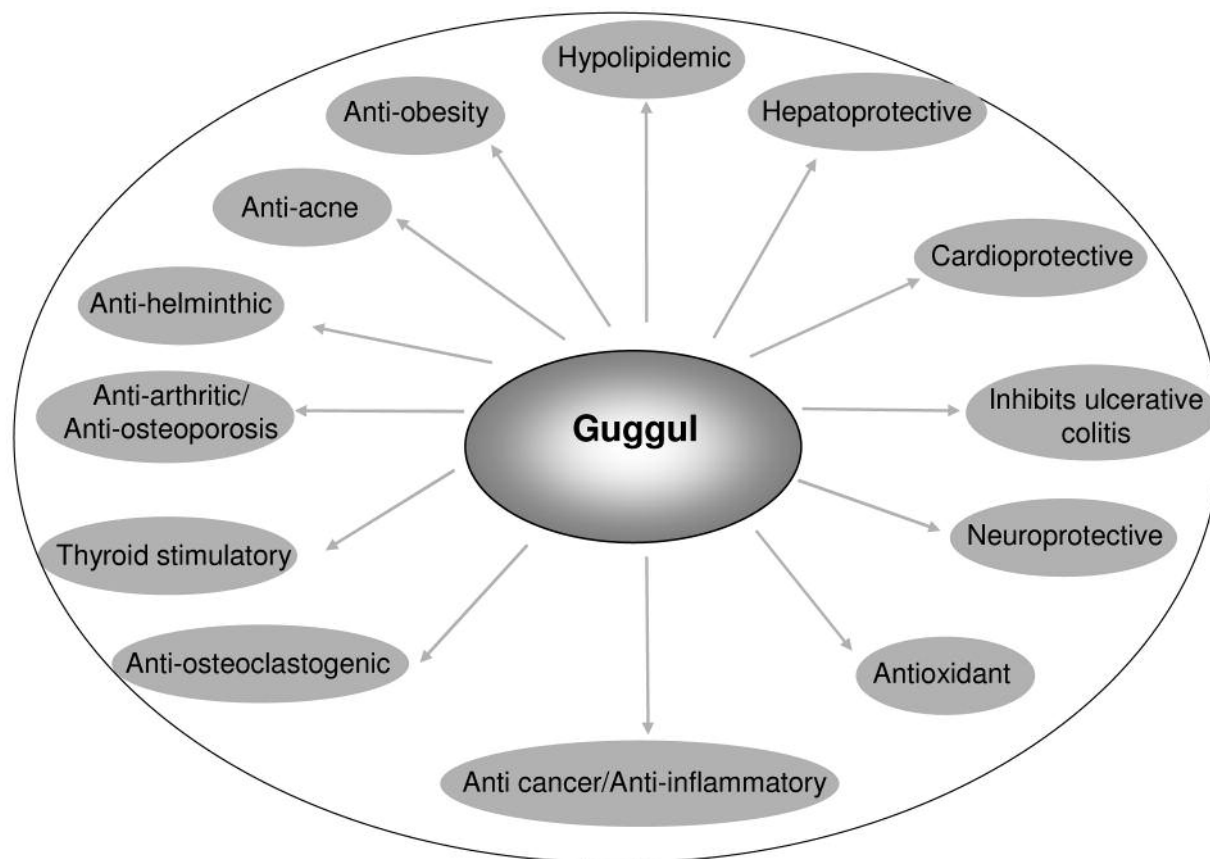 Hypolipidemic
Anti-obesity
Hepatoprotective
Anti-acne
Cardioprotective
Anti-helminthic
Anti-arthritic/
Anti-osteoporosis
Guggul
Inhibits ulcerative
colitis
Thyroid stimulatory
Neuroprotective
Anti-osteoclastogenic
Antioxidant
Anti cancer/Anti-inflammatory